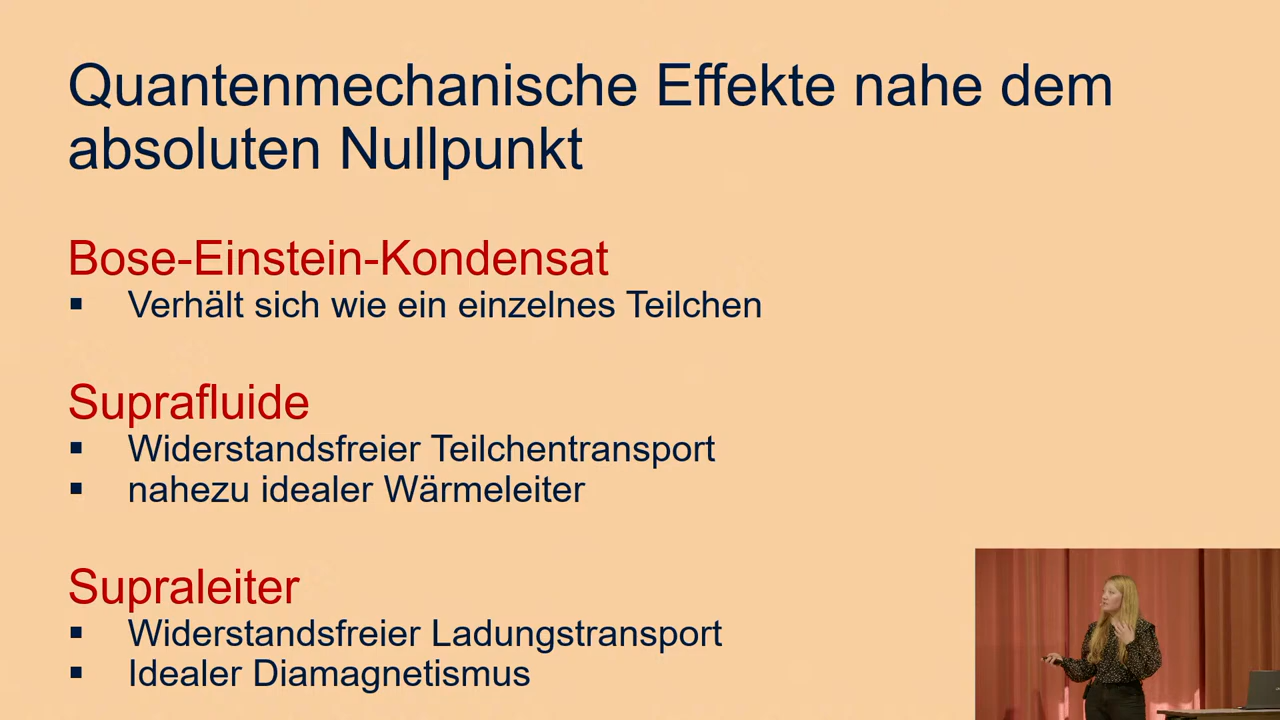 Quantenmechanische Effekte nahe dem
absoluten Nullpunkt
Bose-Einstein-Kondensat
▪ Verhält sich wie ein einzelnes Teilchen
Suprafluide
▪ Widerstandsfreier Teilchentransport
▪ nahezu idealer Wärmeleiter
Supraleiter
▪ Widerstandsfreier Ladungstransport
▪ Idealer Diamagnetismus